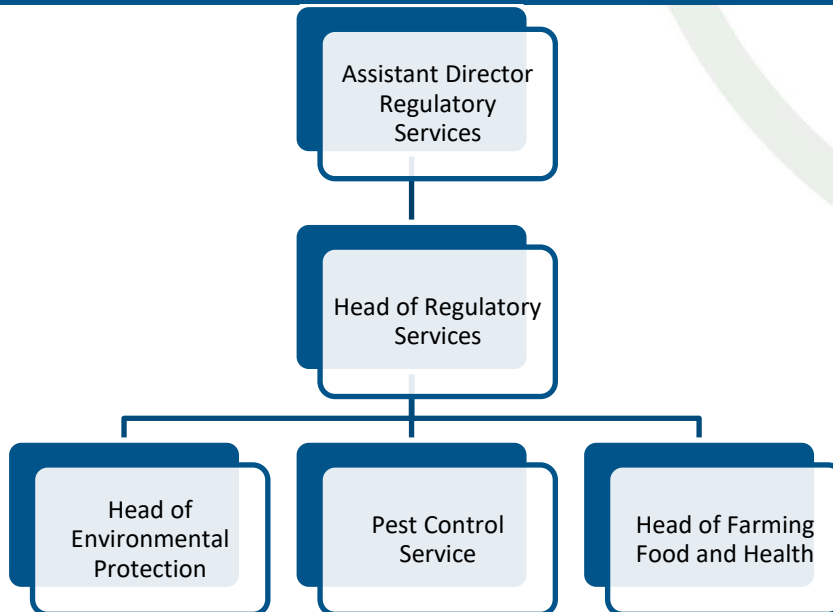 Assistant Director
Regulatory
Services
Head of Regulatory
Services
Head of
Environmental
Protection
Pest Control
Service
Head of Farming
Food and Health